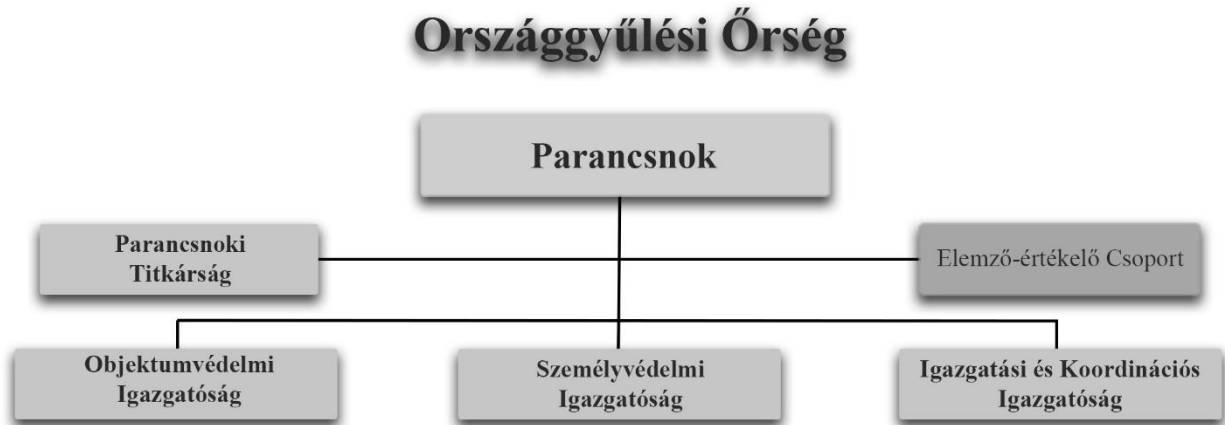 Országgyűlési Őrség
Parancsnok
Parancsnoki
Titkárság
Elemző-értékelő Csoport
Objektumvédelmi
Igazgatóság
Személyvédelmi
Igazgatóság
Igazgatási és Koordinációs
Igazgatóság